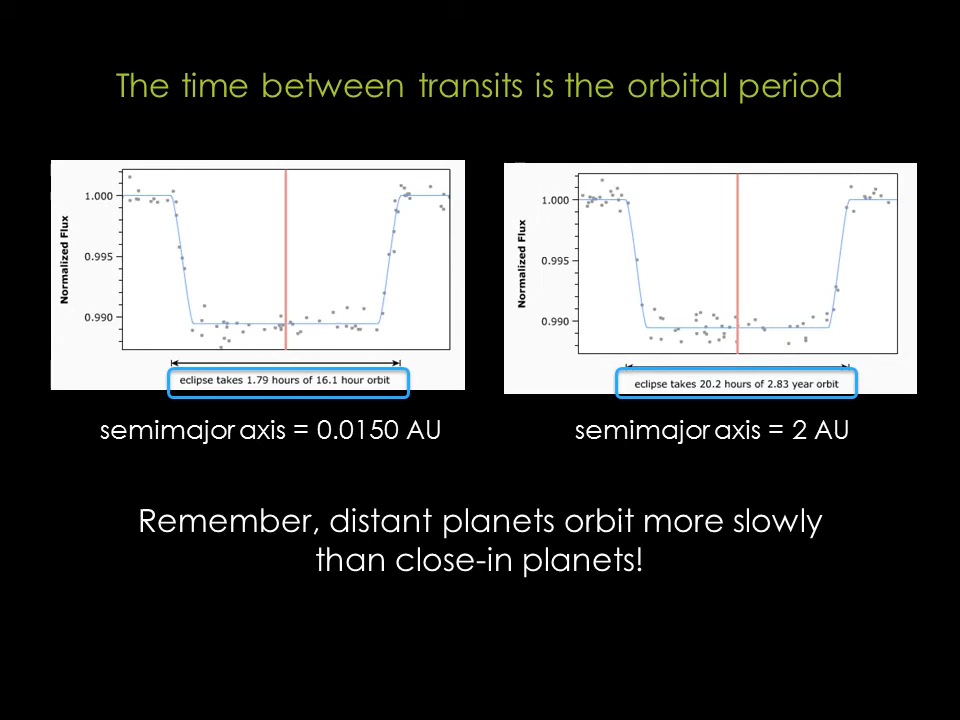 The time between transits is the orbital period
1.000
0.995
0.990
Normalized Flux
eclipse takes 1.79 hours of 16.1 hour orbit
1.000
0.995
0.990
Normalized Flux
eclipse takes 20.2 hours of 2.83 year orbit
semimajor axis = 0.0150 AU
semimajor axis = 2 AU
Remember, distant planets orbit more slowly
than close-in planets!